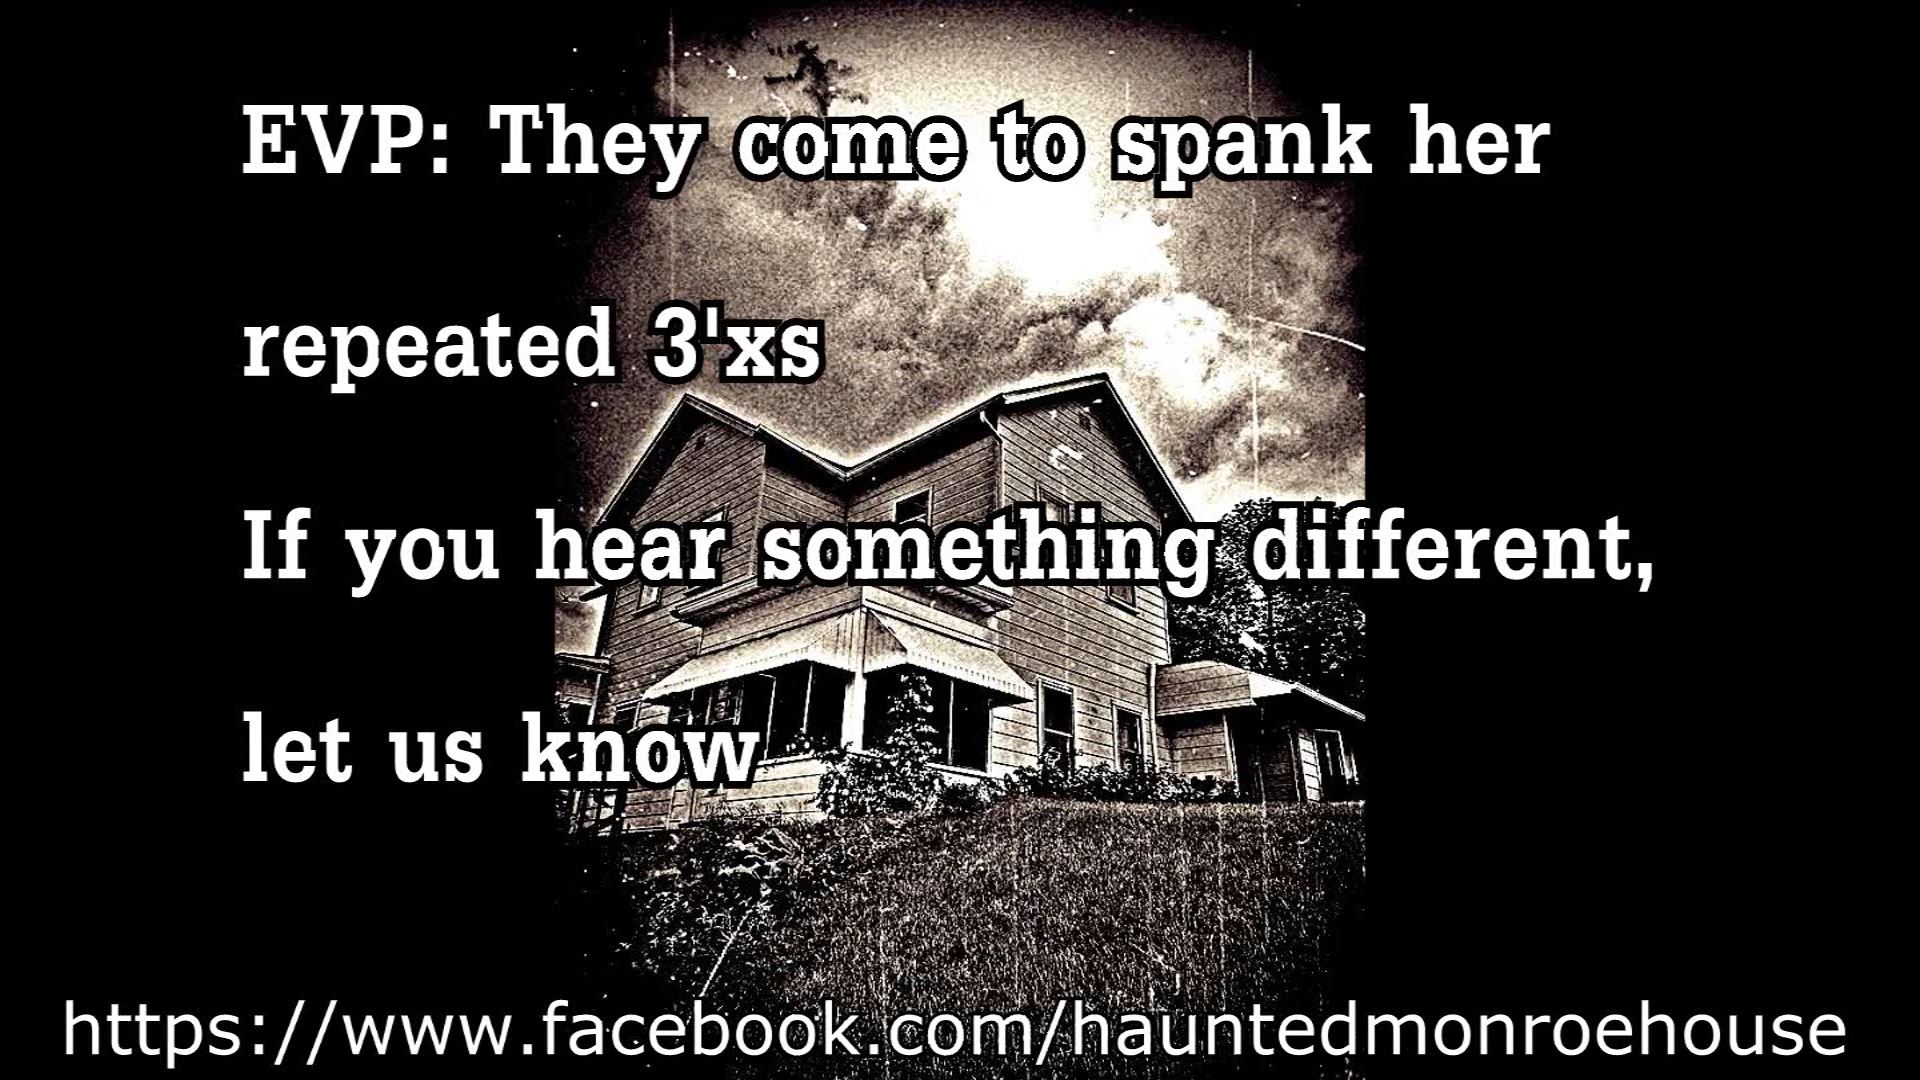 EVP: They come to spank her
repeated 3'xs
If you hear something different,
let us know
https://www.facebook.com/hauntedmonroehouse